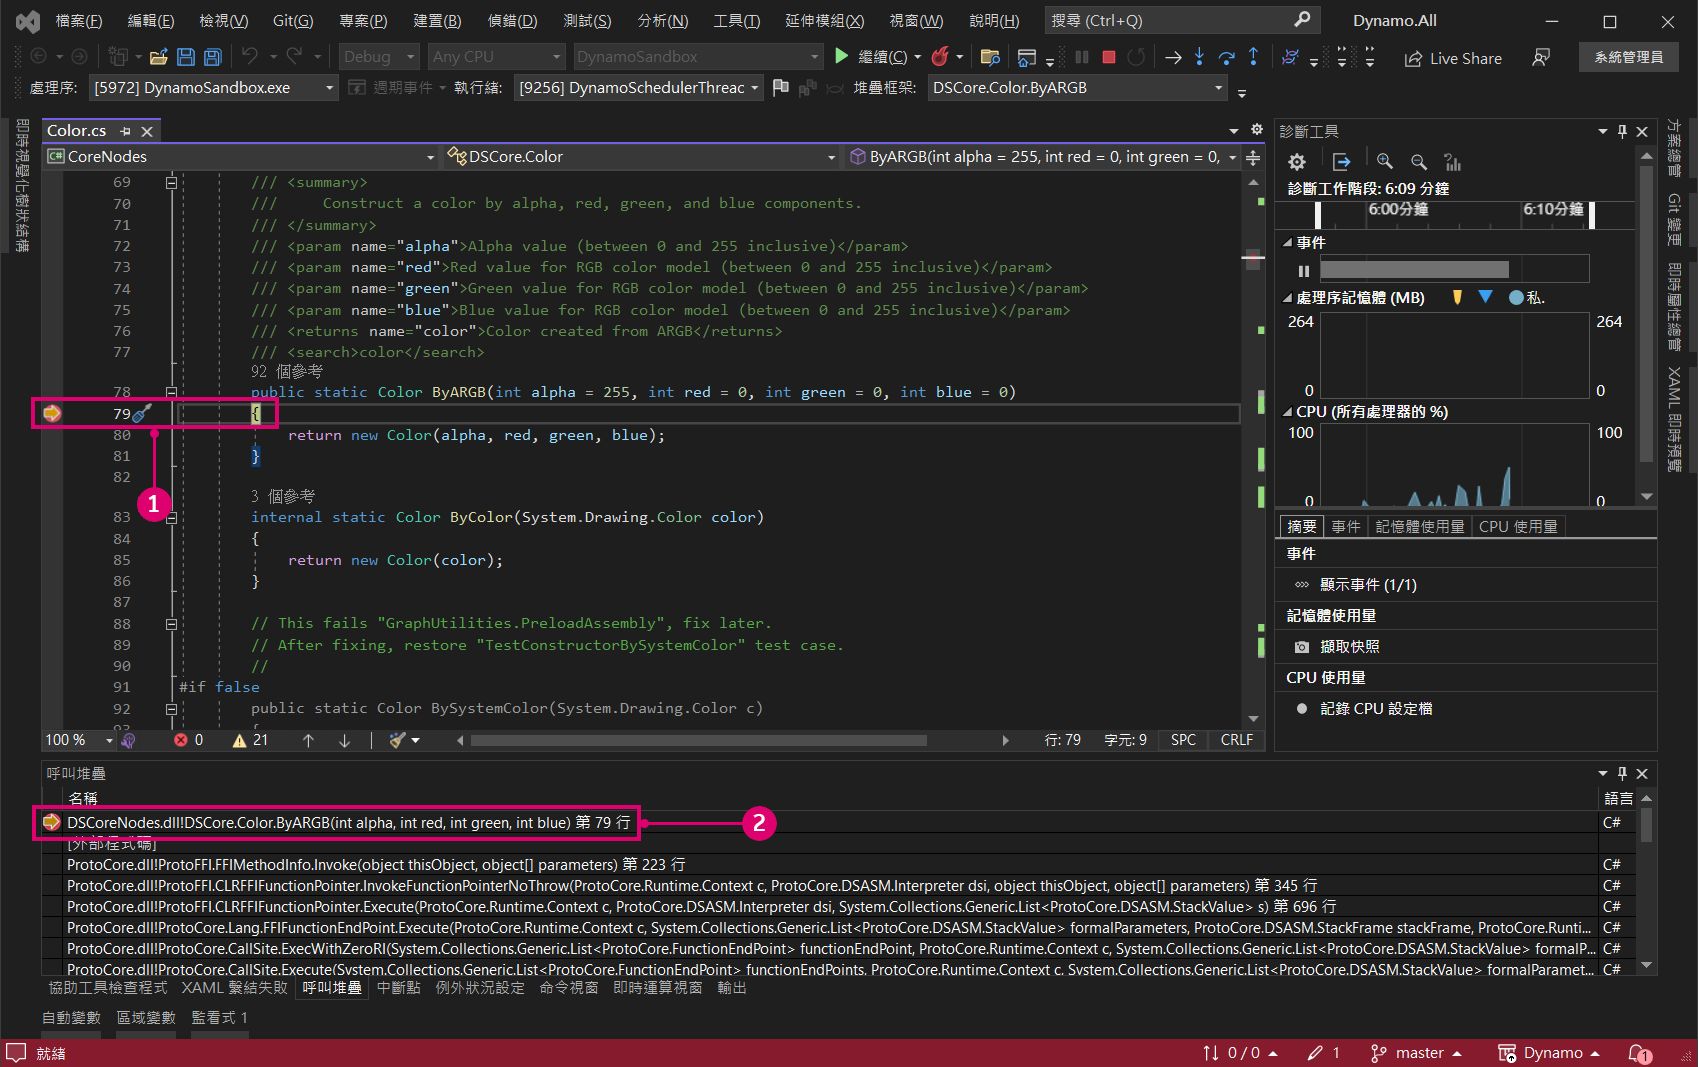 檔案(F) 編輯(E) 檢視(V) Git(G) 專案(P) 建置(B) 偵錯(D) 測試(S) 分析(N) 工具(T) 延伸模組(X) 視窗(W) 說明(H) 搜尋 (Ctrl+Q) Dynamo.All
Debug Any CPU DynamoSandbox 繼續(C) Live Share 系統管理員
處理序: [5972] DynamoSandbox.exe 週期事件 執行緒: [9256] DynamoSchedulerThreac 堆疊框架: DSCore.Color.ByARGB
即時視覺化樹狀結構
Color.cs
CoreNodes DSCore.Color ByARGB(int alpha = 255, int red = 0, int green = 0,
69 /// <summary>
70 /// Construct a color by alpha, red, green, and blue components.
71 /// </summary>
72 /// <param name="alpha">Alpha value (between 0 and 255 inclusive)</param>
73 /// <param name="red">Red value for RGB color model (between 0 and 255 inclusive)</param>
74 /// <param name="green">Green value for RGB color model (between 0 and 255 inclusive)</param>
75 /// <param name="blue">Blue value for RGB color model (between 0 and 255 inclusive)</param>
76 /// <returns name="color">Color created from ARGB</returns>
77 /// <search>color</search>
92 個參考
78 public static Color ByARGB(int alpha = 255, int red = 0, int green = 0, int blue = 0)
79 {
80 return new Color(alpha, red, green, blue);
81 }
82
1
3 個參考
83 internal static Color ByColor(System.Drawing.Color color)
84 {
85 return new Color(color);
86 }
87
88 // This fails "GraphUtilities.PreloadAssembly", fix later.
89 // After fixing, restore "TestConstructorBySystemColor" test case.
90 //
91 #if false
92 public static Color BySystemColor(System.Drawing.Color c)
93 {
100 % 0 21 行: 79 字元: 9 SPC CRLF
診斷工具
診斷工作階段: 6:09 分鐘
6:00分鐘 6:10分鐘
事件
處理序記憶體 (MB) 私.
264 264
0 0
CPU (所有處理器的 %)
100 100
0 0
摘要 事件 記憶體使用量 CPU 使用量
事件
顯示事件 (1/1)
記憶體使用量
擷取快照
CPU 使用量
記錄 CPU 設定檔
方案總管
Git 變更
即時屬性總管
XAML 即時預覽
呼叫堆疊
名稱 語言
DSCoreNodes.dll!DSCore.Color.ByARGB(int alpha, int red, int green, int blue) 第 79 行 C#
2
[外部程式碼]
ProtoCore.dll!ProtoFFI.FFIMethodInfo.Invoke(object thisObject, object[] parameters) 第 223 行 C#
ProtoCore.dll!ProtoFFI.CLRFFIFunctionPointer.InvokeFunctionPointerNoThrow(ProtoCore.Runtime.Context c, ProtoCore.DSASM.Interpreter dsi, object thisObject, object[] parameters) 第 345 行 C#
ProtoCore.dll!ProtoFFI.CLRFFIFunctionPointer.Execute(ProtoCore.Runtime.Context c, ProtoCore.DSASM.Interpreter dsi, System.Collections.Generic.List<ProtoCore.DSASM.StackValue> s) 第 696 行 C#
ProtoCore.dll!ProtoCore.Lang.FFIFunctionEndPoint.Execute(ProtoCore.Runtime.Context c, System.Collections.Generic.List<ProtoCore.DSASM.StackValue> formalParameters, ProtoCore.DSASM.StackFrame stackFrame, ProtoCore.Runti... C#
ProtoCore.dll!ProtoCore.CallSite.ExecWithZeroRI(System.Collections.Generic.List<ProtoCore.FunctionEndPoint> functionEndPoint, ProtoCore.Runtime.Context c, System.Collections.Generic.List<ProtoCore.DSASM.StackValue> formalP... C#
ProtoCore.dll!ProtoCore.CallSite.Execute(System.Collections.Generic.List<ProtoCore.FunctionEndPoint> functionEndPoints, ProtoCore.Runtime.Context c, System.Collections.Generic.List<ProtoCore.DSASM.StackValue> formalParamet... C#
協助工具檢查程式 XAML 繫結失敗 呼叫堆疊 中斷點 例外狀況設定 命令視窗 即時運算視窗 輸出
自動變數 區域變數 監看式 1
就緒 0 / 0 1 master Dynamo 1